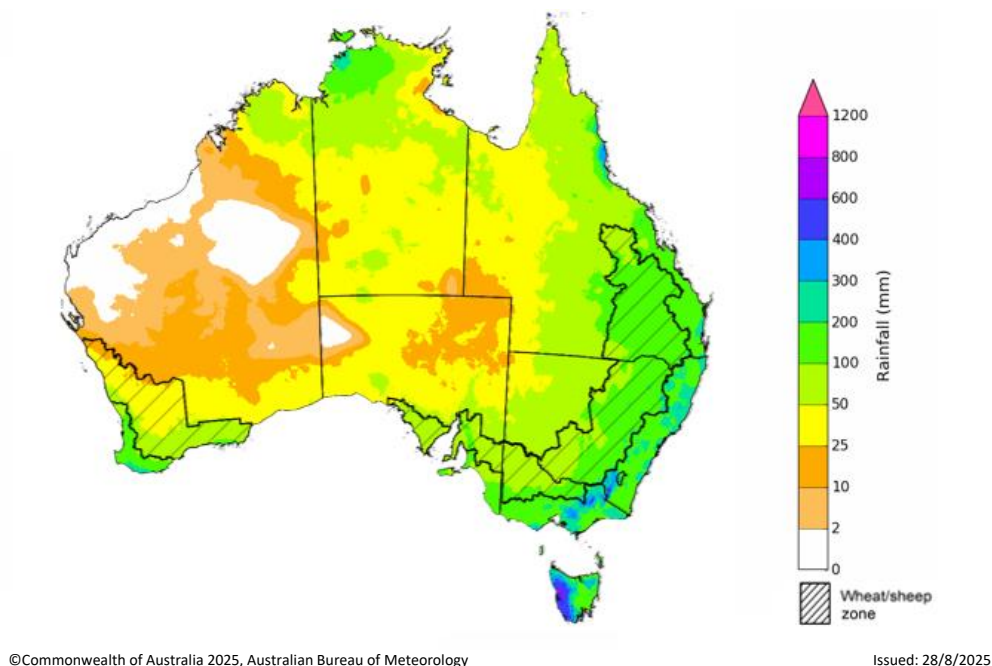 1200
800
600
400
300
200
100
50
25
10
2
0
Rainfall (mm)
Wheat/sheep
zone
©Commonwealth of Australia 2025, Australian Bureau of Meteorology
Issued: 28/8/2025